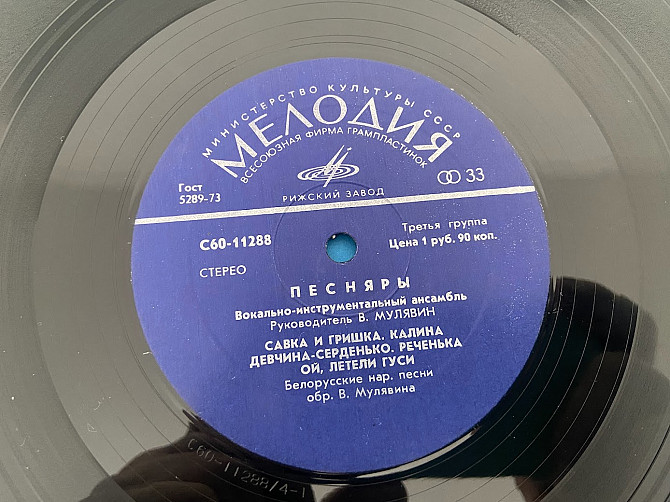 МИНИСТЕРСТВО КУЛЬТУРЫ СССР
МЕЛОДИЯ
ВСЕСОЮЗНАЯ ФИРМА ГРАМПЛАСТИНОК
РИЖСКИЙ ЗАВОД
Гост
5289-73
33
С60-11288
СТЕРЕО
Третья группа
Цена 1 руб. 90 коп.
ПЕСНЯРЫ
Вокально-инструментальный ансамбль
Руководитель В. МУЛЯВИН
САВКА И ГРИШКА. КАЛИНА
ДЕВЧИНА-СЕРДЕНЬКО. РЕЧЕНЬКА
ОЙ, ЛЕТЕЛИ ГУСИ
Белорусские нар. песни
обр. В. Мулявина
С60-11288/4-1